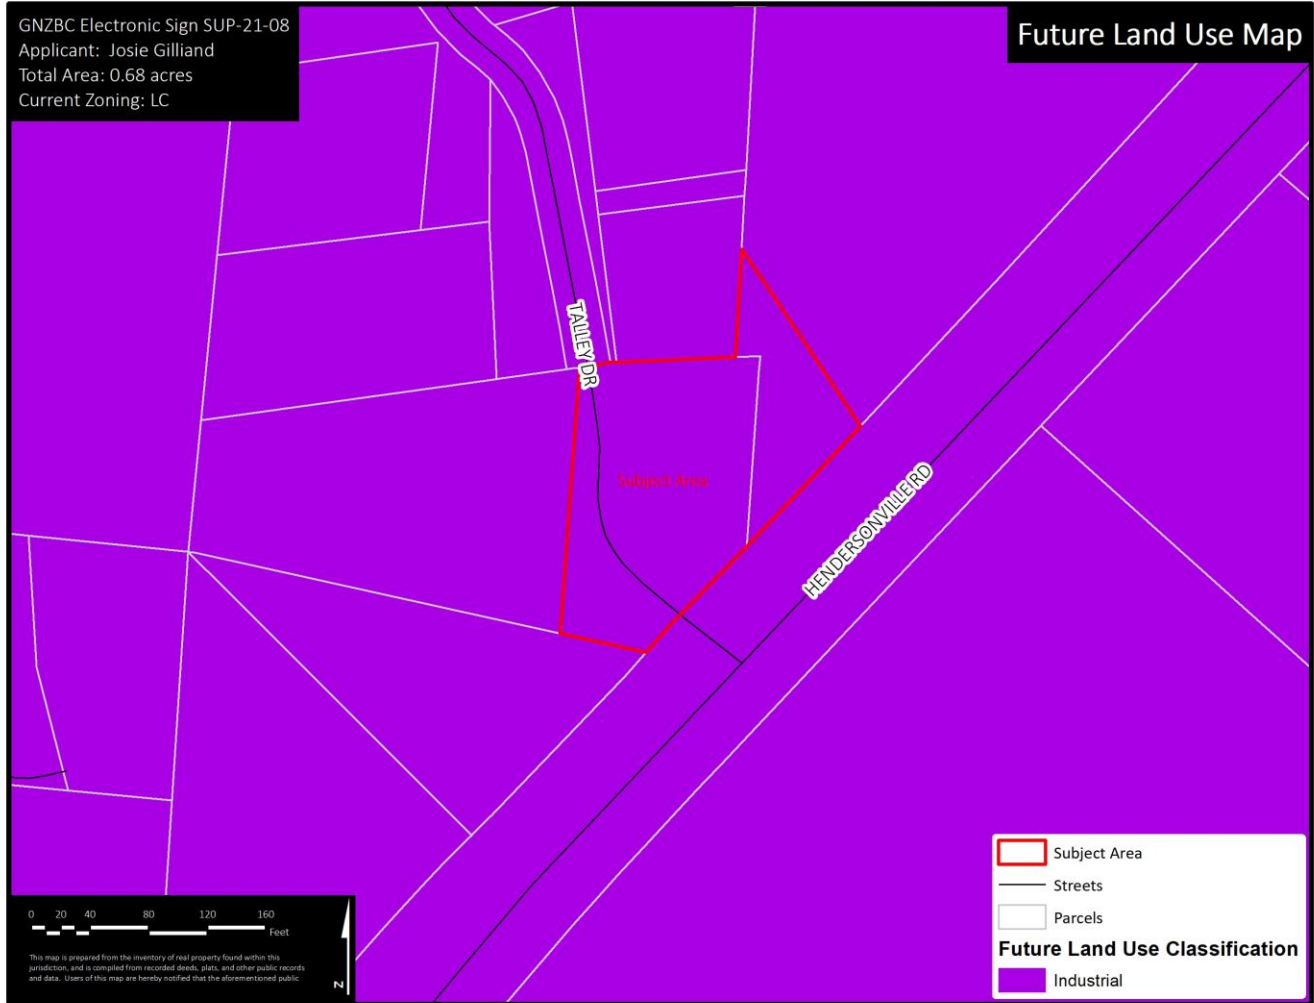 GNZBC Electronic Sign SUP-21-08
Applicant: Josie Gilliand
Total Area: 0.68 acres
Current Zoning: LC
Future Land Use Map
TALLEY DR
Subject Area
HENDERSONVILLE RD
Subject Area
Streets
Parcels
Future Land Use Classification
Industrial
0 20 40 80 120 160
Feet
This map is prepared from the inventory of real property found within this
jurisdiction, and is compiled from recorded deeds, plats, and other public records
and data. Users of this map are hereby notified that the aforementioned public
N